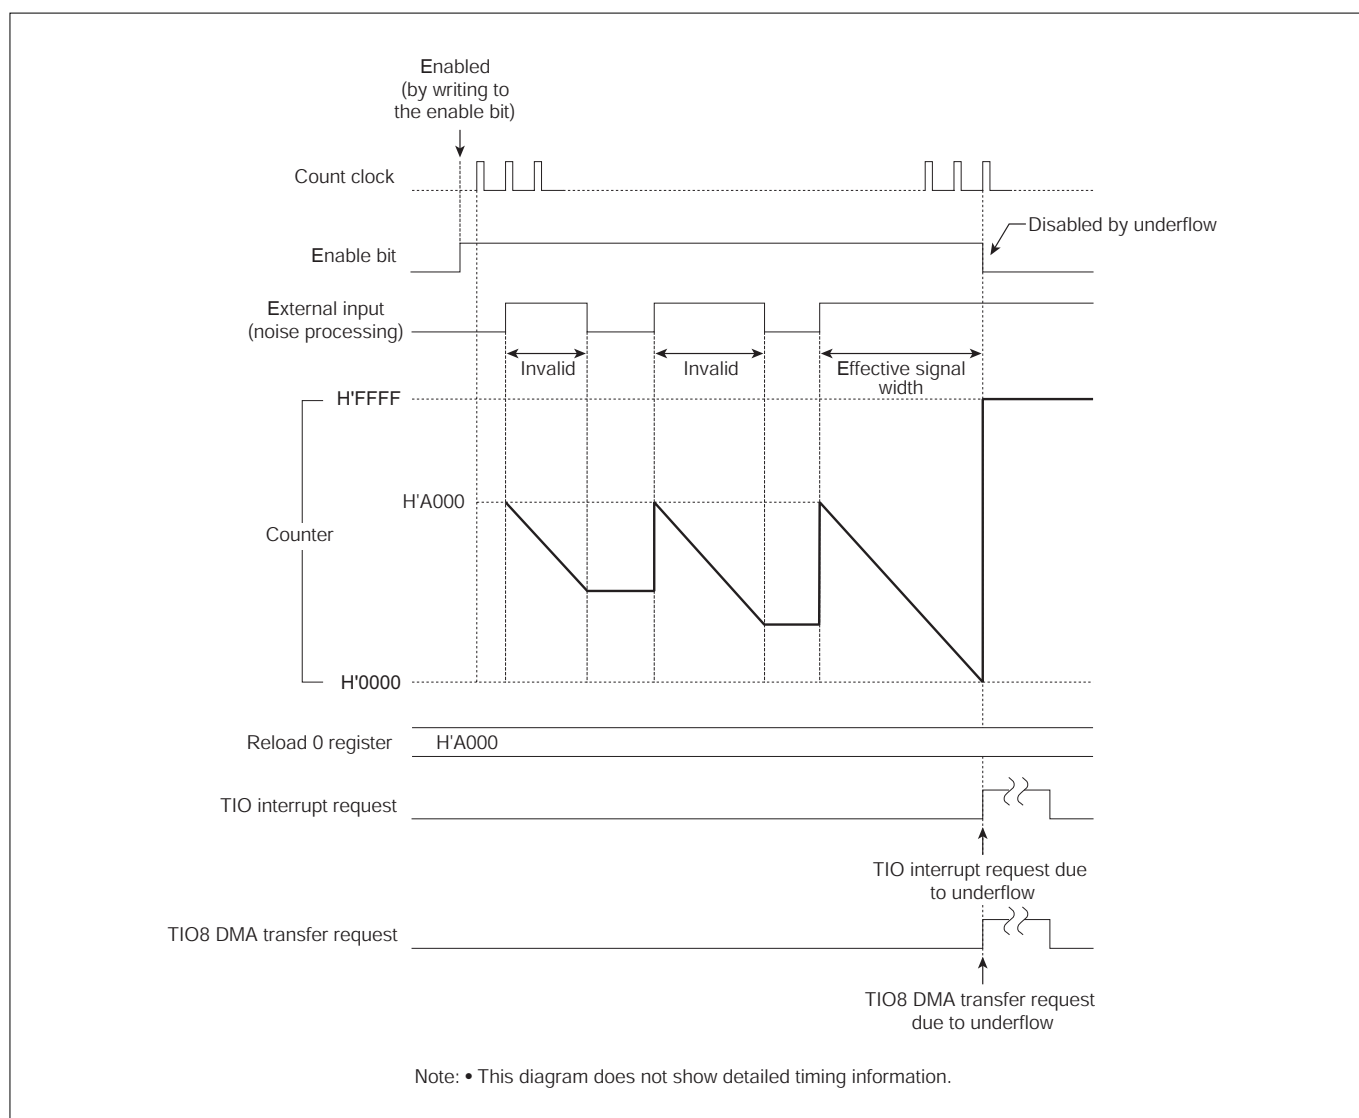 Enabled
(by writing to
the enable bit)
Count clock
Disabled by underflow
Enable bit
External input
(noise processing)
Invalid
Invalid
Effective signal
width
H'FFFF
H'A000
Counter
H'0000
Reload 0 register
H'A000
TIO interrupt request
TIO interrupt request due
to underflow
TIO8 DMA transfer request
TIO8 DMA transfer request
due to underflow
Note: • This diagram does not show detailed timing information.